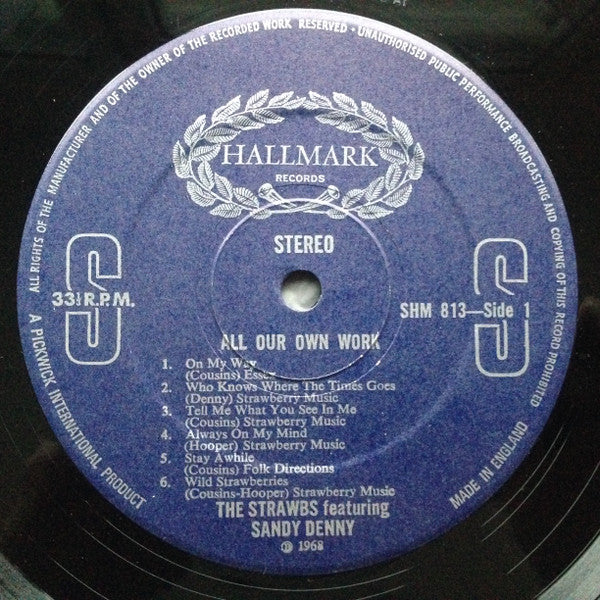 ALL RIGHTS OF THE MANUFACTURER AND OF THE OWNER OF THE RECORDED WORK RESERVED · UNAUTHORISED PUBLIC PERFORMANCE BROADCASTING AND COPYING OF THIS RECORD PROHIBITED
HALLMARK
RECORDS
STEREO
S
S
33⅓ R.P.M.
SHM 813—Side 1
ALL OUR OWN WORK
1. On My Way
(Cousins) Essex
2. Who Knows Where The Times Goes
(Denny) Strawberry Music
3. Tell Me What You See In Me
(Cousins) Strawberry Music
4. Always On My Mind
(Hooper) Strawberry Music
5. Stay Awhile
(Cousins) Folk Directions
6. Wild Strawberries
(Cousins-Hooper) Strawberry Music
THE STRAWBS featuring
SANDY DENNY
℗ 1968
A PICKWICK INTERNATIONAL PRODUCT
MADE IN ENGLAND